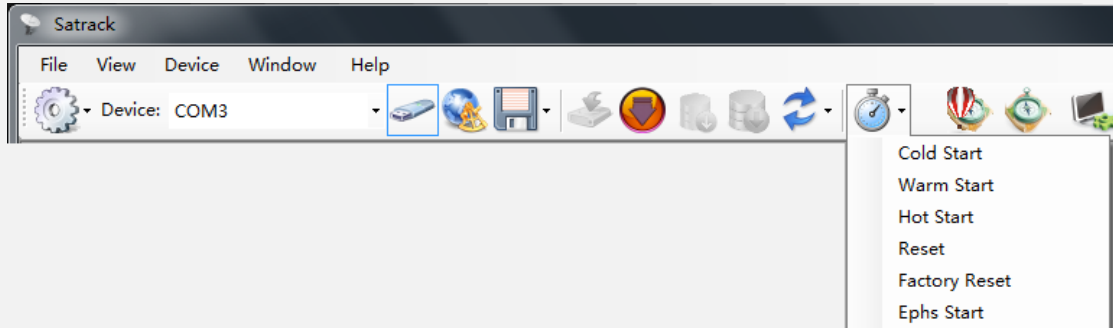 Satrack
File View Device Window Help
Device: COM3
Cold Start
Warm Start
Hot Start
Reset
Factory Reset
Ephs Start